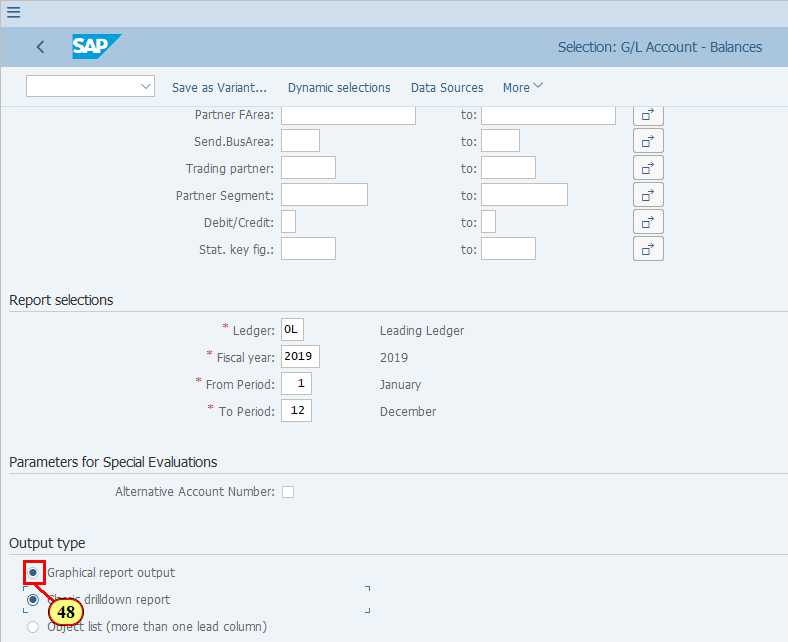 SAP Selection: G/L Account - Balances
Save as Variant... Dynamic selections Data Sources More
Partner FArea: to:
Send.BusArea: to:
Trading partner: to:
Partner Segment: to:
Debit/Credit: to:
Stat. key fig.: to:
Report selections
* Ledger: 0L Leading Ledger
* Fiscal year: 2019 2019
* From Period: 1 January
* To Period: 12 December
Parameters for Special Evaluations
Alternative Account Number:
Output type
Graphical report output
drilldown report
48
Object list (more than one lead column)